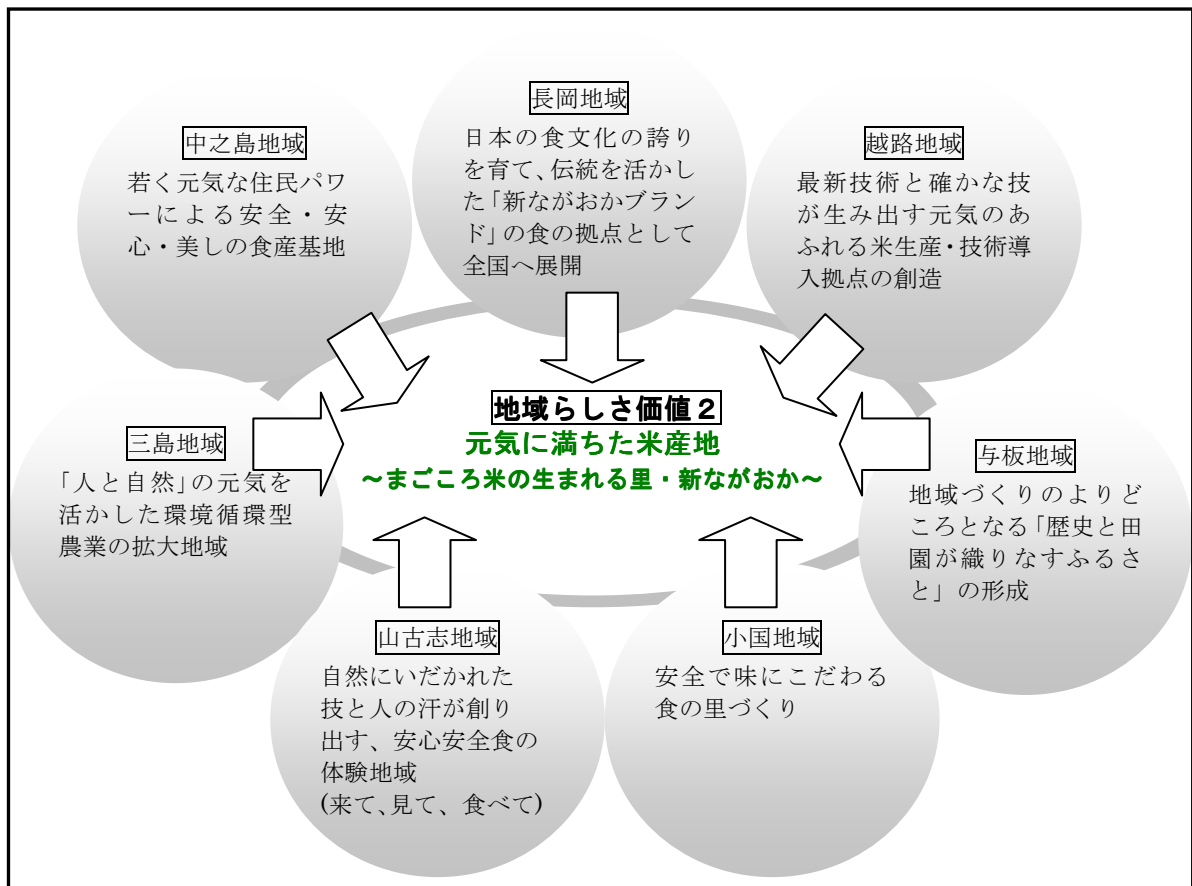 長岡地域
日本の食文化の誇り
を育て、伝統を活かし
た「新ながおかブラン
ド」の食の拠点として
全国へ展開
中之島地域
若く元気な住民パワ
ーによる安全・安
心・美しの食産基地
越路地域
最新技術と確かな技
が生み出す元気のあ
ふれる米生産・技術導
入拠点の創造
地域らしさ価値２
元気に満ちた米産地
～まごころ米の生まれる里・新ながおか～
三島地域
「人と自然」の元気を
活かした環境循環型
農業の拡大地域
与板地域
地域づくりのよりど
ころとなる「歴史と田
園が織りなすふるさ
と」の形成
山古志地域
自然にいだかれた
技と人の汗が創り
出す、安心安全食の
体験地域
(来て、見て、食べて)
小国地域
安全で味にこだわる
食の里づくり